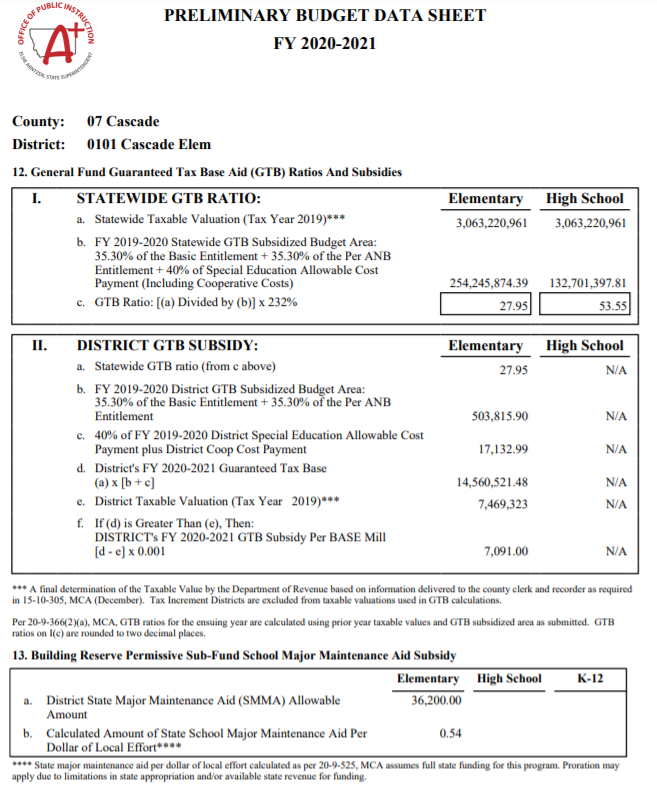 OFFICE OF PUBLIC INSTRUCTION
A+
ELSIE ARNTZEN, STATE SUPERINTENDENT
PRELIMINARY BUDGET DATA SHEET
FY 2020-2021
County: 07 Cascade
District: 0101 Cascade Elem
12. General Fund Guaranteed Tax Base Aid (GTB) Ratios And Subsidies
I. STATEWIDE GTB RATIO: Elementary High School
a. Statewide Taxable Valuation (Tax Year 2019)*** 3,063,220,961 3,063,220,961
b. FY 2019-2020 Statewide GTB Subsidized Budget Area:
35.30% of the Basic Entitlement + 35.30% of the Per ANB
Entitlement + 40% of Special Education Allowable Cost
Payment (Including Cooperative Costs) 254,245,874.39 132,701,397.81
c. GTB Ratio: [(a) Divided by (b)] x 232% 27.95 53.55
II. DISTRICT GTB SUBSIDY: Elementary High School
a. Statewide GTB ratio (from c above) 27.95 N/A
b. FY 2019-2020 District GTB Subsidized Budget Area:
35.30% of the Basic Entitlement + 35.30% of the Per ANB
Entitlement 503,815.90 N/A
c. 40% of FY 2019-2020 District Special Education Allowable Cost
Payment plus District Coop Cost Payment 17,132.99 N/A
d. District's FY 2020-2021 Guaranteed Tax Base
(a) x [b + c] 14,560,521.48 N/A
e. District Taxable Valuation (Tax Year 2019)*** 7,469,323 N/A
f. If (d) is Greater Than (e), Then:
DISTRICT's FY 2020-2021 GTB Subsidy Per BASE Mill
[d - e] x 0.001 7,091.00 N/A
*** A final determination of the Taxable Value by the Department of Revenue based on information delivered to the county clerk and recorder as required
in 15-10-305, MCA (December). Tax Increment Districts are excluded from taxable valuations used in GTB calculations.
Per 20-9-366(2)(a), MCA, GTB ratios for the ensuing year are calculated using prior year taxable values and GTB subsidized area as submitted. GTB
ratios on I(c) are rounded to two decimal places.
13. Building Reserve Permissive Sub-Fund School Major Maintenance Aid Subsidy
Elementary High School K-12
a. District State Major Maintenance Aid (SMMA) Allowable 36,200.00
Amount
b. Calculated Amount of State School Major Maintenance Aid Per 0.54
Dollar of Local Effort****
**** State major maintenance aid per dollar of local effort calculated as per 20-9-525, MCA assumes full state funding for this program. Proration may
apply due to limitations in state appropriation and/or available state revenue for funding.